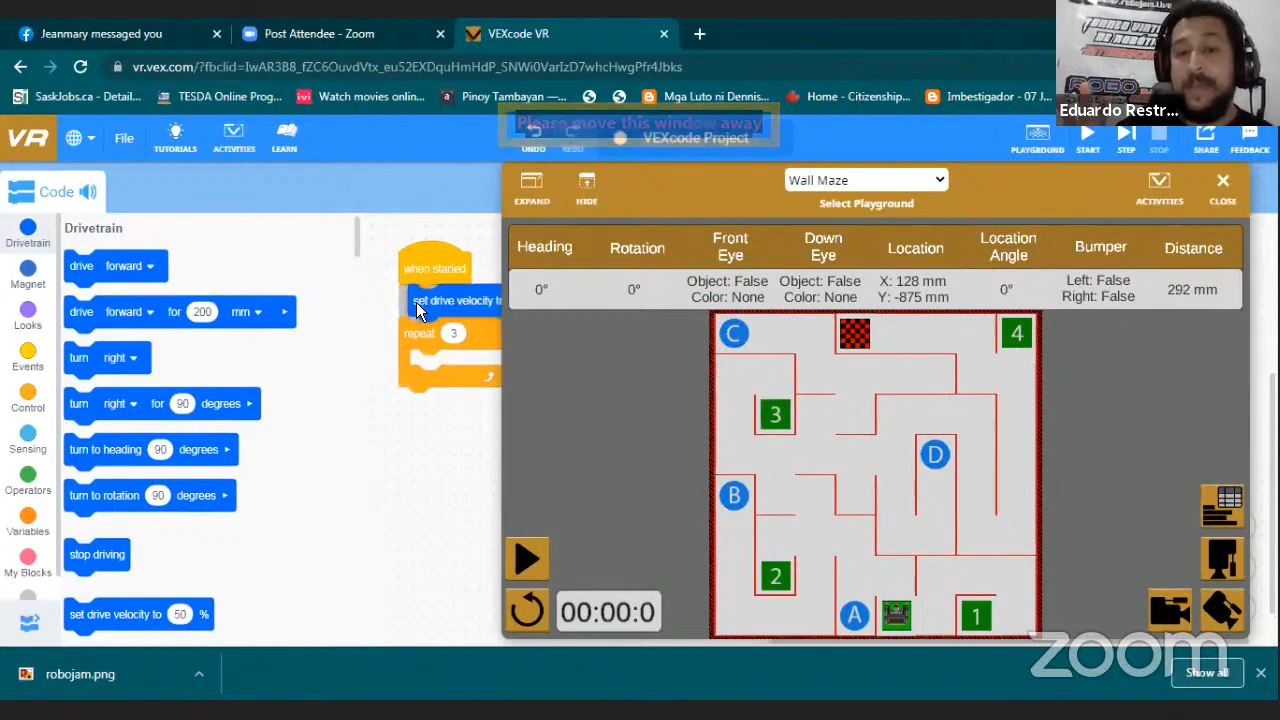 Jeanmary messaged you
Post Attendee - Zoom
VEXcode VR
vr.vex.com/?fbclid=IwAR3B8_fZC6OuvdVtx_eu52EXDquHmHdP_SNWi0VarIzD7whcHwgPfr4Jbks
SaskJobs.ca - Detail...
TESDA Online Prog...
Watch movies onlin...
Pinoy Tambayan —...
Mga Luto ni Dennis...
Home - Citizenship...
Imbestigador - 07 J...
Eduardo Restr...
Please move this window away
VR
File
TUTORIALS
ACTIVITIES
LEARN
UNDO
REDO
VEXcode Project
PLAYGROUND
START
STEP
STOP
SHARE
FEEDBACK
Code
EXPAND
HIDE
Wall Maze
Select Playground
ACTIVITIES
CLOSE
Drivetrain
Magnet
Looks
Events
Control
Sensing
Operators
Variables
My Blocks
Drivetrain
drive forward
drive forward for 200 mm
turn right
turn right for 90 degrees
turn to heading 90 degrees
turn to rotation 90 degrees
stop driving
set drive velocity to 50 %
when started
set drive velocity t
repeat 3
Heading Rotation Front Eye Down Eye Location Location Angle Bumper Distance
0° 0° Object: False Object: False X: 128 mm 0° Left: False 292 mm
Color: None Color: None Y: -875 mm Right: False
C 4
3
D
B
2
A 1
00:00:0
robojam.png
Show all
zoom